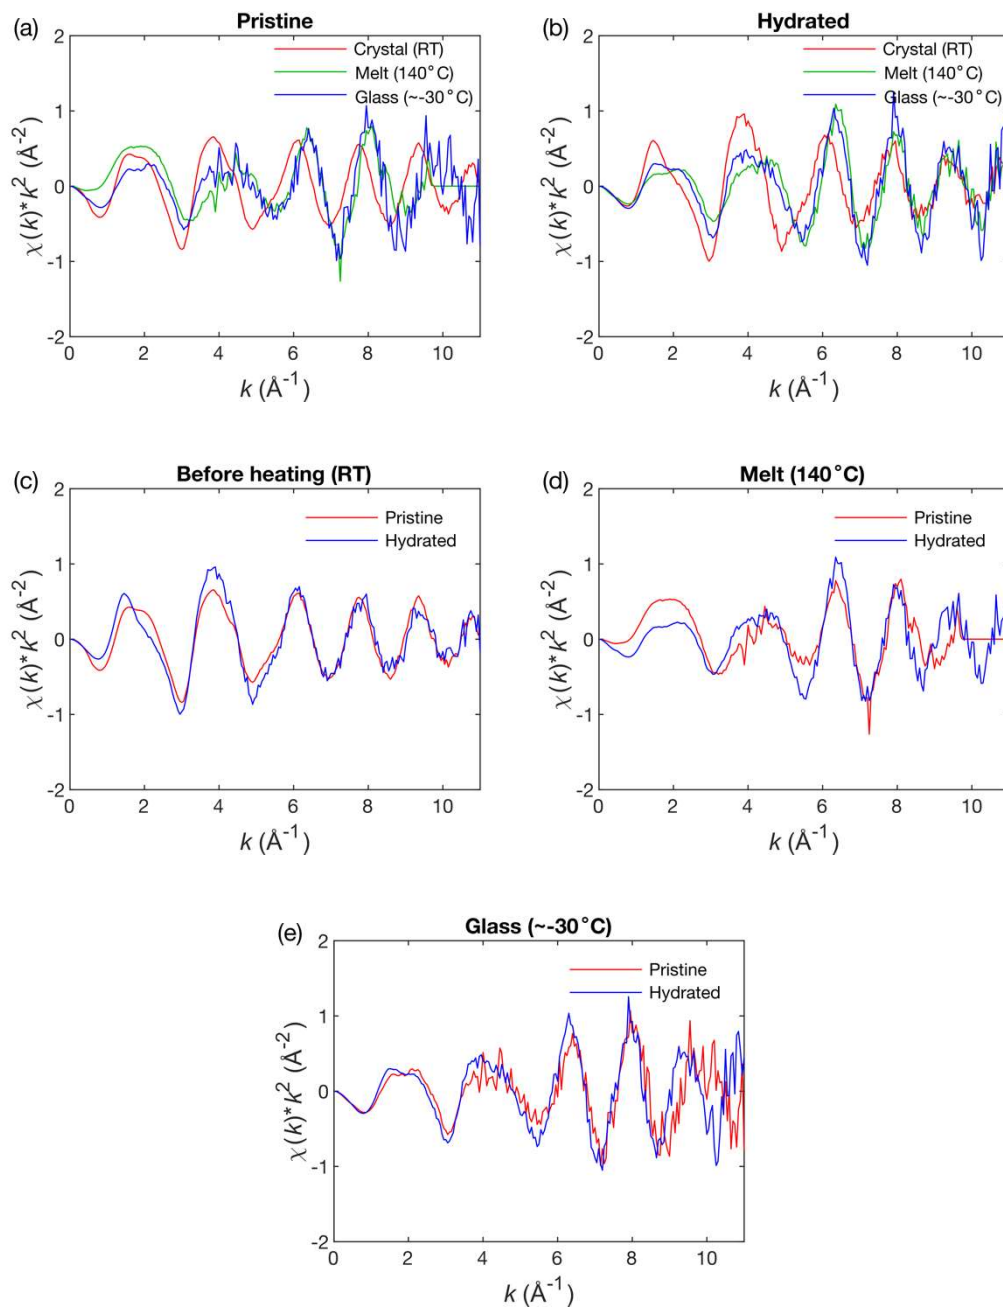 (a)
Pristine
Crystal (RT)
Melt (140°C)
Glass (~-30°C)
2
1
0
-1
-2
χ(k)*k² (Å⁻²)
0 2 4 6 8 10
k (Å⁻¹)
(b)
Hydrated
Crystal (RT)
Melt (140°C)
Glass (~-30°C)
2
1
0
-1
-2
χ(k)*k² (Å⁻²)
0 2 4 6 8 10
k (Å⁻¹)
(c)
Before heating (RT)
Pristine
Hydrated
2
1
0
-1
-2
χ(k)*k² (Å⁻²)
0 2 4 6 8 10
k (Å⁻¹)
(d)
Melt (140°C)
Pristine
Hydrated
2
1
0
-1
-2
χ(k)*k² (Å⁻²)
0 2 4 6 8 10
k (Å⁻¹)
(e)
Glass (~-30°C)
Pristine
Hydrated
2
1
0
-1
-2
χ(k)*k² (Å⁻²)
0 2 4 6 8 10
k (Å⁻¹)